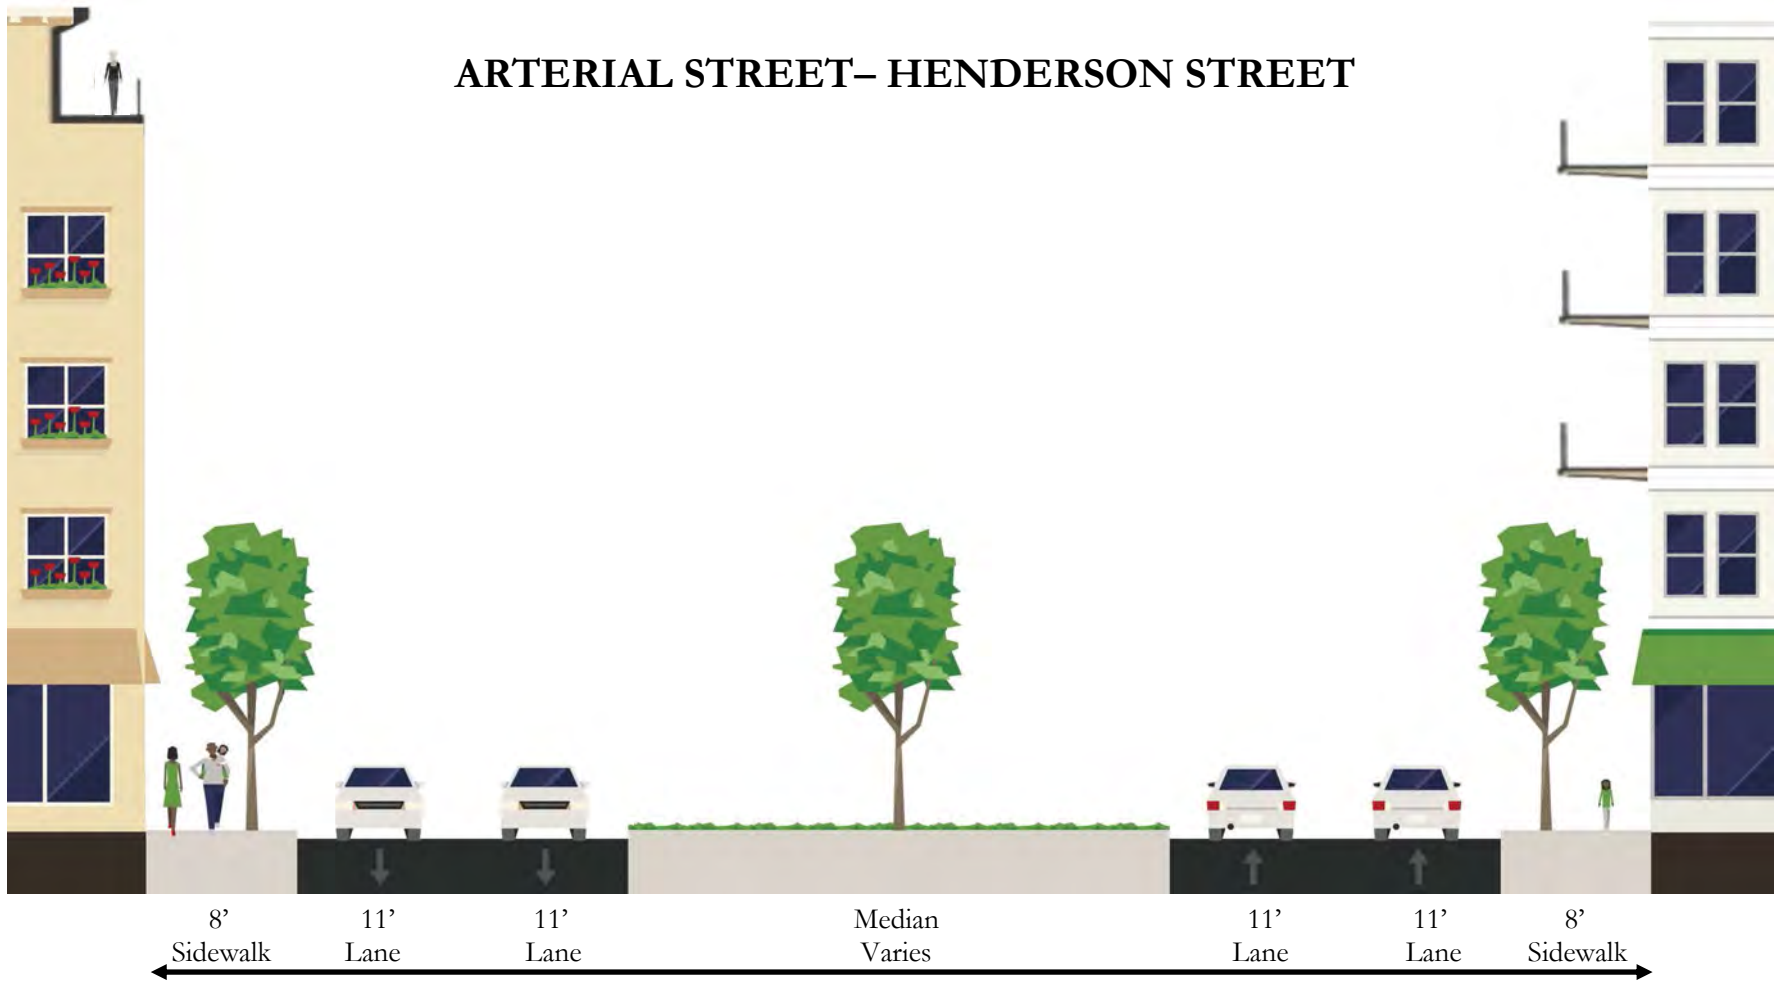 ARTERIAL STREET– HENDERSON STREET
8’ 11’ 11’ Median 11’ 11’ 8’
Sidewalk Lane Lane Varies Lane Lane Sidewalk